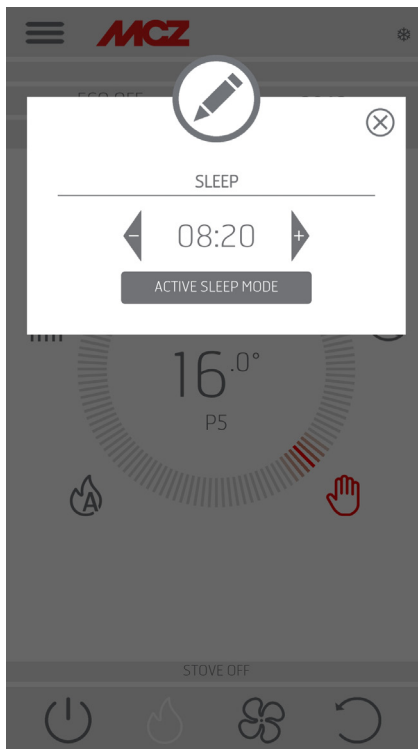 MCZ
SLEEP
- 08:20 +
ACTIVE SLEEP MODE
16.0°
P5
A
STOVE OFF